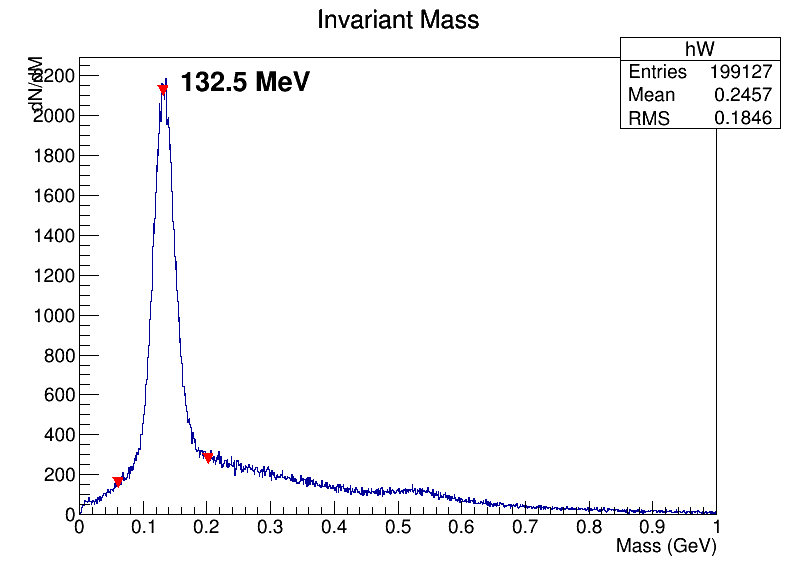 Invariant Mass
hW
Entries 199127
Mean 0.2457
RMS 0.1846
dN/dM
132.5 MeV
2200
2000
1800
1600
1400
1200
1000
800
600
400
200
0
0 0.1 0.2 0.3 0.4 0.5 0.6 0.7 0.8 0.9 1
Mass (GeV)